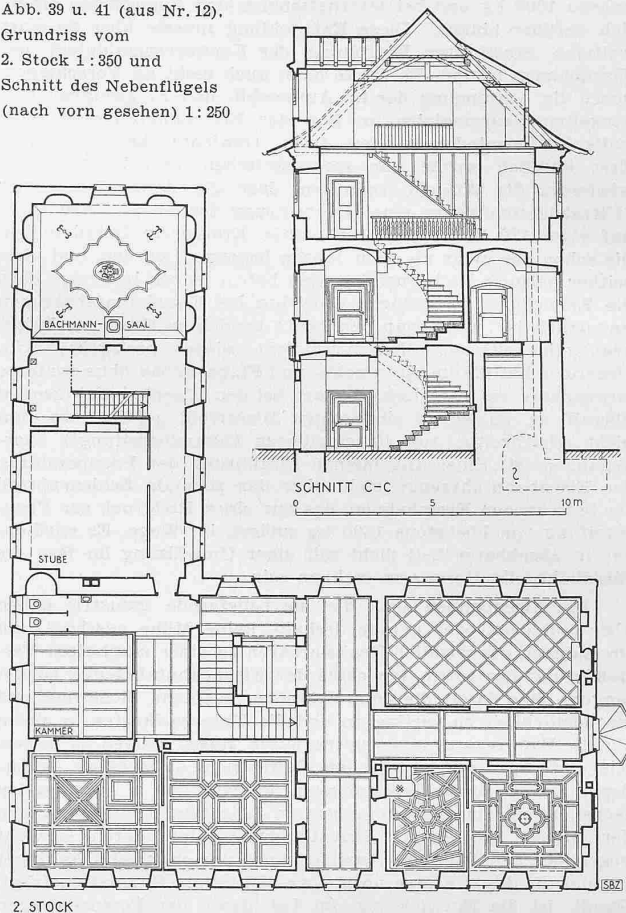 Abb. 39 u. 41 (aus Nr. 12).
Grundriss vom
2. Stock 1 : 350 und
Schnitt des Nebenflügels
(nach vorn gesehen) 1 : 250
BACHMANN- SAAL
?
SCHNITT C-C
0 10 m
STUBE
KAMMER
SBZ
2. STOCK